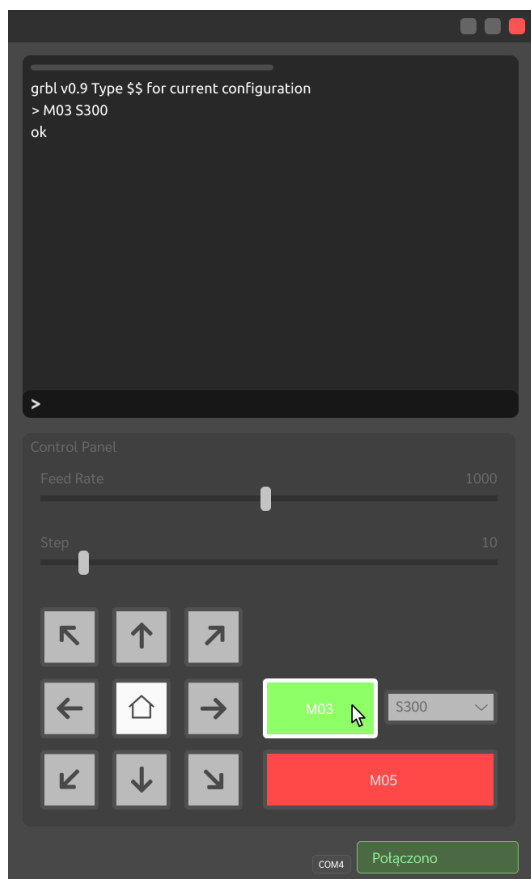 grbl v0.9 Type $$ for current configuration
> M03 S300
ok
>
Control Panel
Feed Rate 1000
Step 10
M03 S300
M05
COM4 Połączono